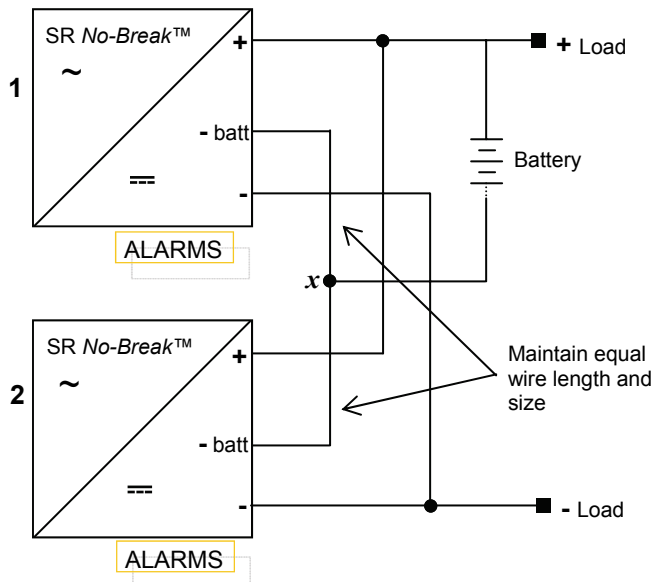 SR No-Break™
~
+
+ Load
1
- batt
Battery
-
ALARMS
x
SR No-Break™
~
+
Maintain equal
wire length and
size
2
- batt
-
- Load
ALARMS